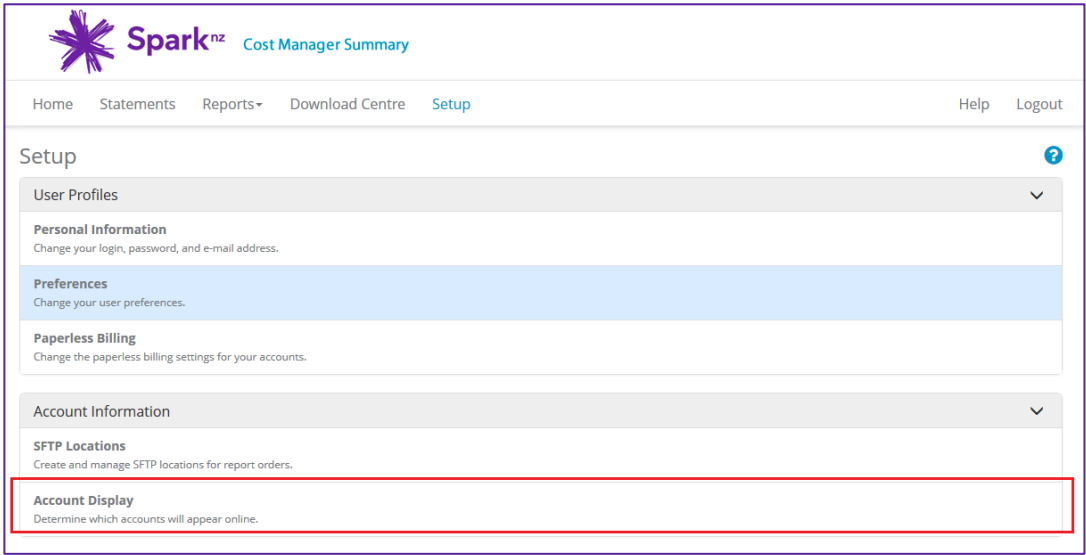 Spark nz Cost Manager Summary
Home Statements Reports Download Centre Setup Help Logout
Setup ?
User Profiles
Personal Information
Change your login, password, and e-mail address.
Preferences
Change your user preferences.
Paperless Billing
Change the paperless billing settings for your accounts.
Account Information
SFTP Locations
Create and manage SFTP locations for report orders.
Account Display
Determine which accounts will appear online.